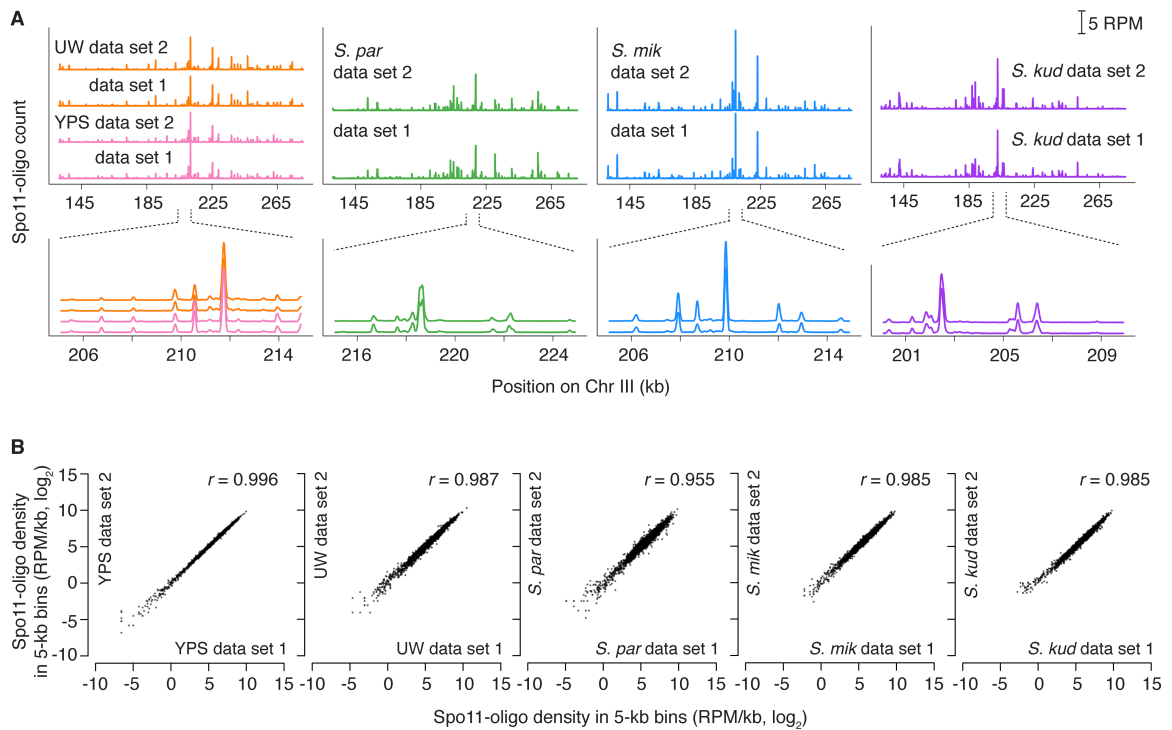 A
5 RPM
Spo11-oligo count
UW data set 2
data set 1
YPS data set 2
data set 1
S. par
data set 2
data set 1
S. mik
data set 2
data set 1
S. kud data set 2
S. kud data set 1
145 185 225 265
145 185 225 265
145 185 225 265
145 185 225 265
206 210 214
216 220 224
206 210 214
201 205 209
Position on Chr III (kb)
B
Spo11-oligo density
in 5-kb bins (RPM/kb, log2)
15
10
5
0
-5
-10
YPS data set 2
r = 0.996
YPS data set 1
UW data set 2
r = 0.987
UW data set 1
S. par data set 2
r = 0.955
S. par data set 1
S. mik data set 2
r = 0.985
S. mik data set 1
S. kud data set 2
r = 0.985
S. kud data set 1
-10 -5 0 5 10 15
-10 -5 0 5 10 15
-10 -5 0 5 10 15
-10 -5 0 5 10 15
-10 -5 0 5 10 15
Spo11-oligo density in 5-kb bins (RPM/kb, log2)